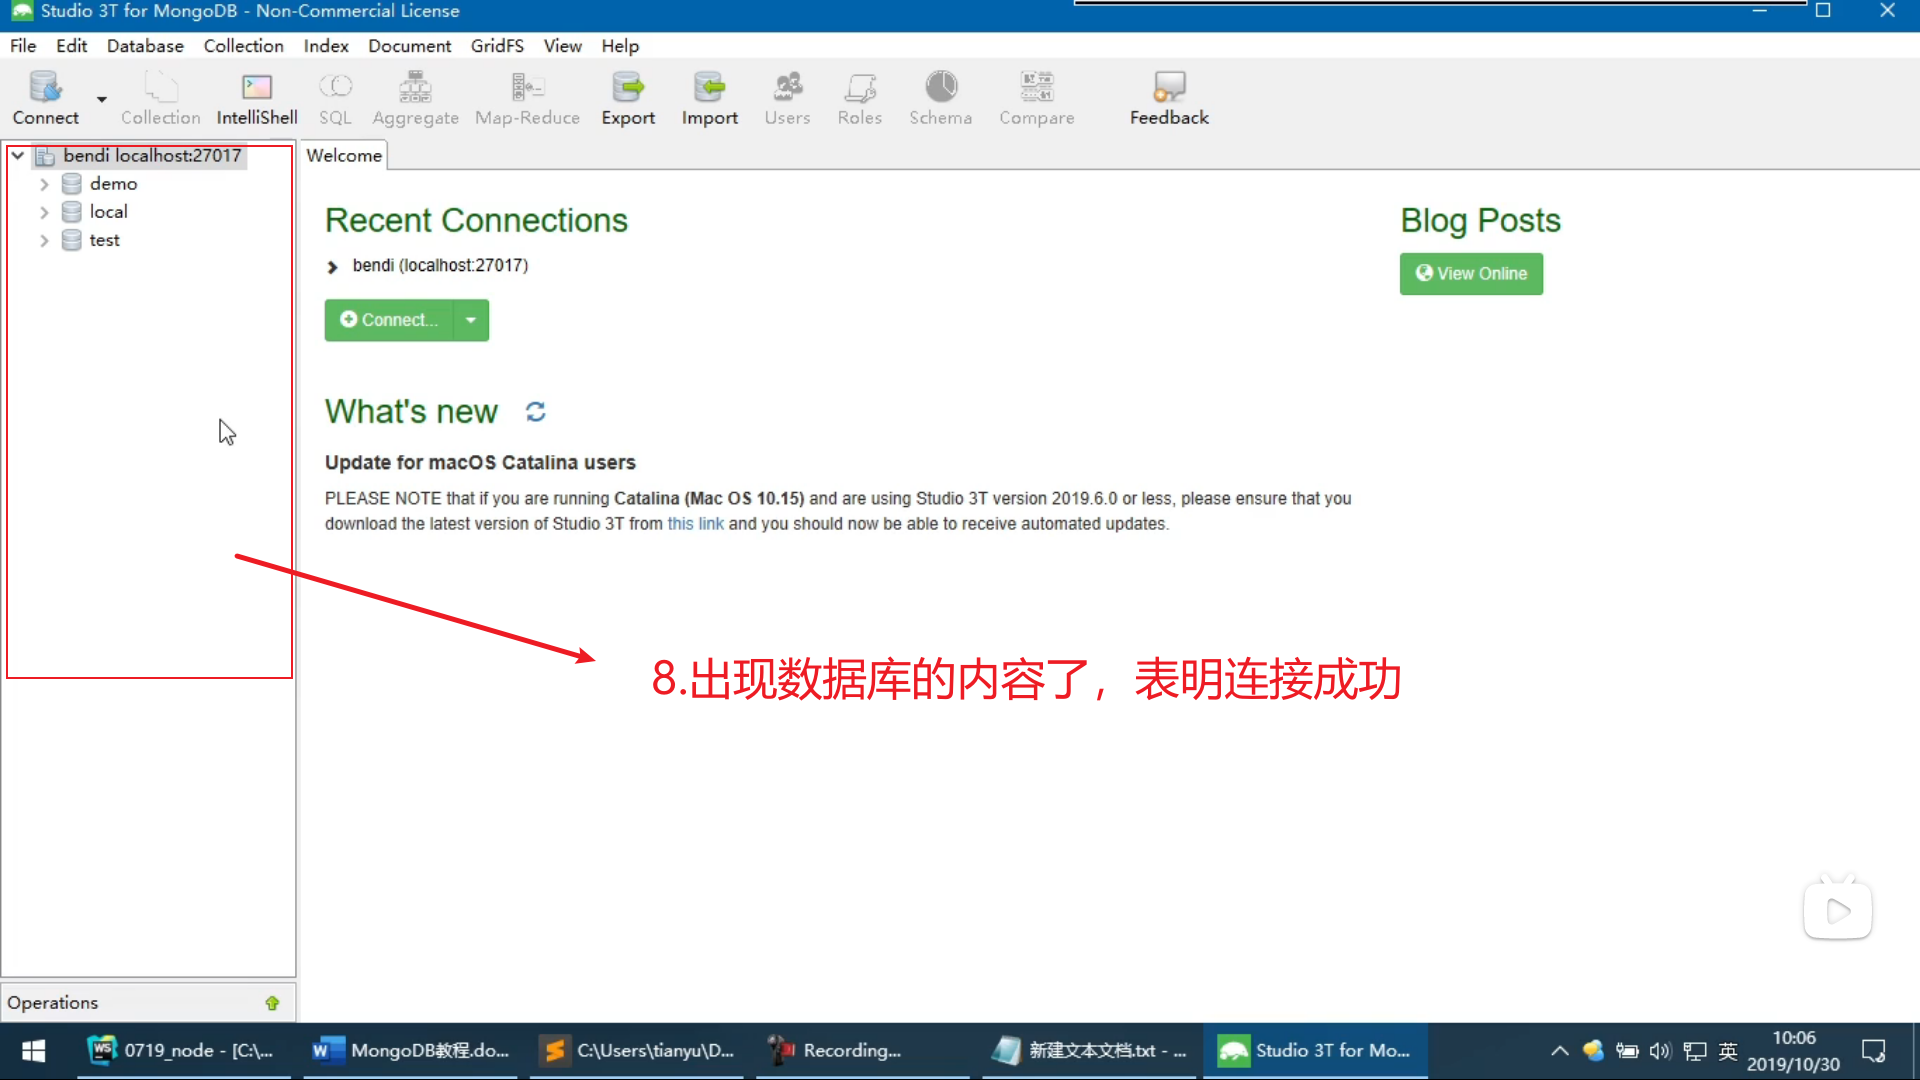 Studio 3T for MongoDB - Non-Commercial License
File Edit Database Collection Index Document GridFS View Help
Connect Collection IntelliShell SQL Aggregate Map-Reduce Export Import Users Roles Schema Compare Feedback
bendi localhost:27017
demo
local
test
Welcome
Recent Connections
bendi (localhost:27017)
Connect...
Blog Posts
View Online
What's new
Update for macOS Catalina users
PLEASE NOTE that if you are running Catalina (Mac OS 10.15) and are using Studio 3T version 2019.6.0 or less, please ensure that you
download the latest version of Studio 3T from this link and you should now be able to receive automated updates.
8.出现数据库的内容了，表明连接成功
Operations
0719_node - [C:\...
MongoDB教程.do...
C:\Users\tianyu\D...
Recording...
新建文本文档.txt - ...
Studio 3T for Mo...
英
10:06
2019/10/30